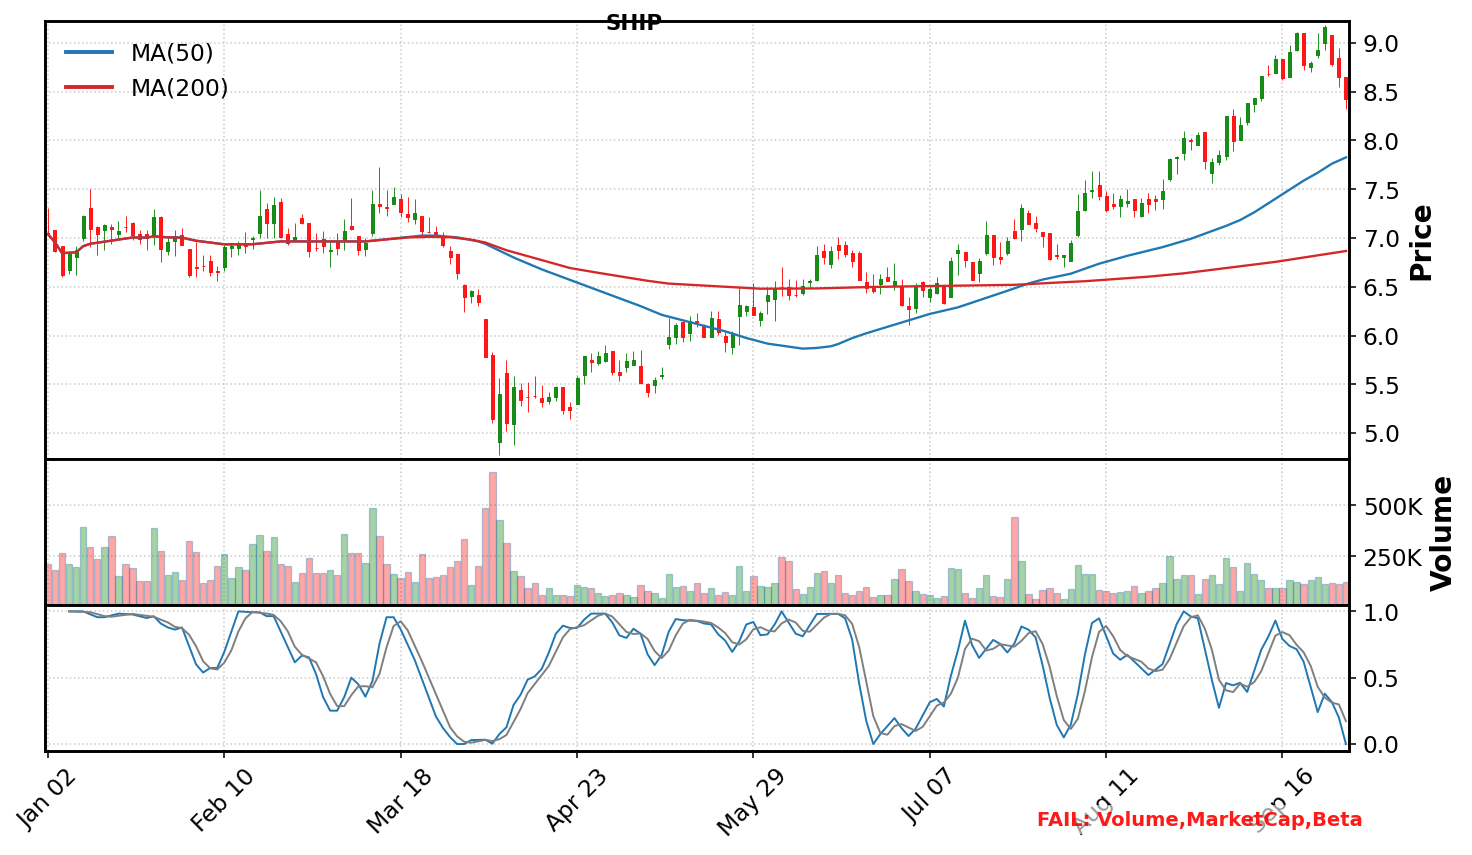 SHIP
MA(50)
MA(200)
9.0
8.5
8.0
7.5
7.0
6.5
6.0
5.5
5.0
Price
500K
250K
Volume
1.0
0.5
0.0
Jan 02
Feb 10
Mar 18
Apr 23
May 29
Jul 07
Aug 11
Sep 16
FAIL: Volume,MarketCap,Beta